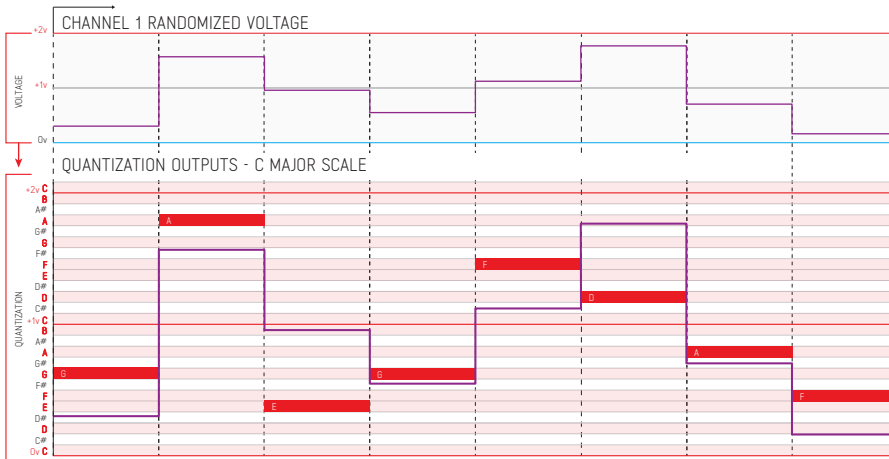 CHANNEL 1 RANDOMIZED VOLTAGE
+2v
VOLTAGE
+1v
0v
QUANTIZATION OUTPUTS - C MAJOR SCALE
QUANTIZATION
+2v C
B
A#
A
A
G#
G
F#
F
F
E
D#
D
D
C#
+1v C
B
A#
A
A
G#
G
G
G
F#
F
F
E
E
D#
D
C#
0v C